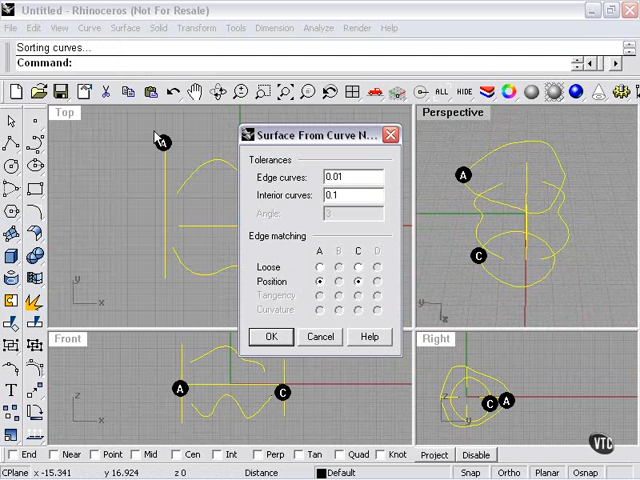 Untitled - Rhinoceros (Not For Resale)
File Edit View Curve Surface Solid Transform Tools Dimension Analyze Render Help
Sorting curves...
Command:
ALL HIDE
Top
Perspective
A
A
C
y
x
y
x
Surface From Curve N...
Tolerances
Edge curves: 0.01
Interior curves: 0.1
Angle: 3
Edge matching
A B C D
Loose
Position
Tangency
Curvature
OK Cancel Help
Front
Right
A
C
C
A
z
x
z
y
T
End Near Point Mid Cen Int Perp Tan Quad Knot Project Disable
CPlane x -15.341 y 16.924 z 0 Distance Default Snap Ortho Planar Osnap
VTC